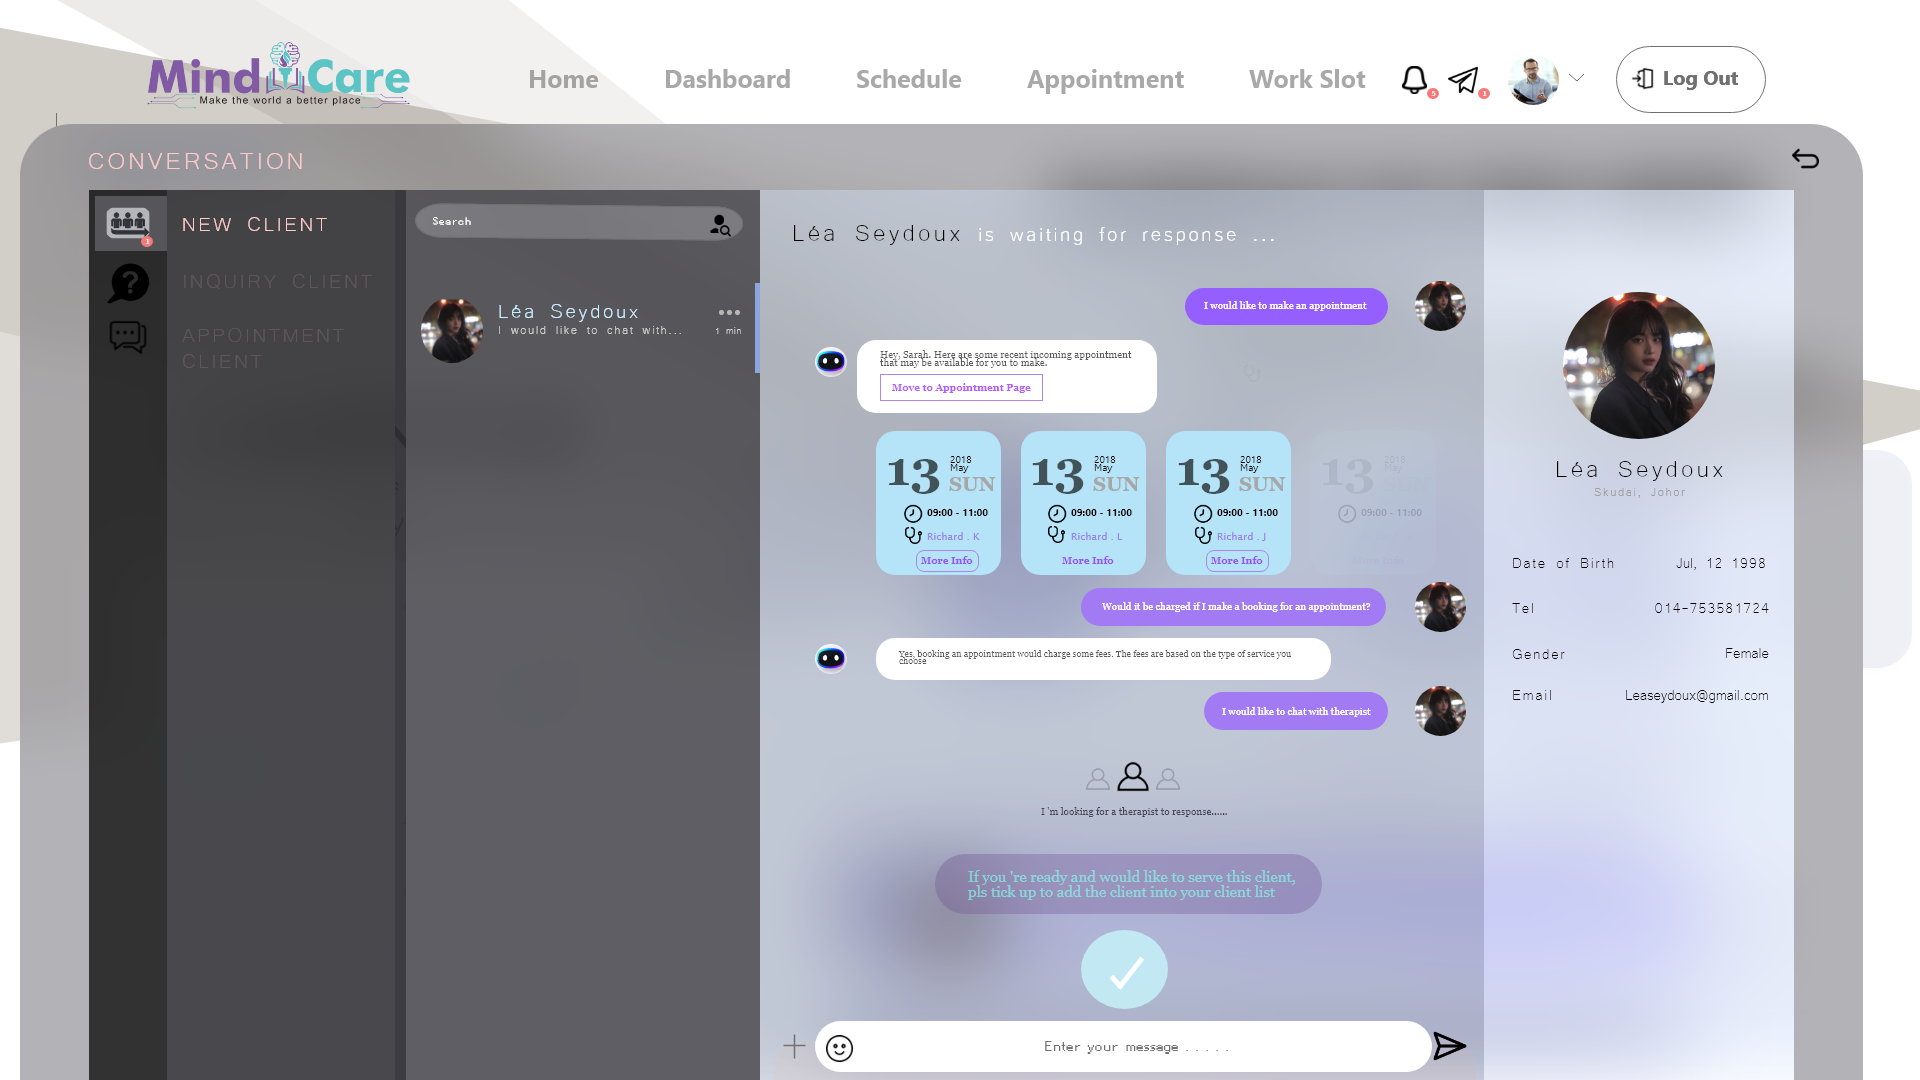 Mind Care
Make the world a better place
Home
Dashboard
Schedule
Appointment
Work Slot
5
1
Log Out
CONVERSATION
1
NEW CLIENT
INQUIRY CLIENT
APPOINTMENT
CLIENT
Search
Léa Seydoux
I would like to chat with...
1 min
Léa Seydoux is waiting for response ...
I would like to make an appointment
Hey, Sarah. Here are some recent incoming appointment
that may be available for you to make.
Move to Appointment Page
13
2018
May
SUN
09:00 - 11:00
Richard . K
More Info
13
2018
May
SUN
09:00 - 11:00
Richard . L
More Info
13
2018
May
SUN
09:00 - 11:00
Richard . J
More Info
13
2018
May
SUN
09:00 - 11:00
Would it be charged if I make a booking for an appointment?
Yes, booking an appointment would charge some fees. The fees are based on the type of service you
choose
I would like to chat with therapist
I 'm looking for a therapist to response......
If you 're ready and would like to serve this client,
pls tick up to add the client into your client list
Enter your message . . . . .
Léa Seydoux
Skudai, Johor
Date of Birth
Jul, 12 1998
Tel
014-753581724
Gender
Female
Email
Leaseydoux@gmail.com